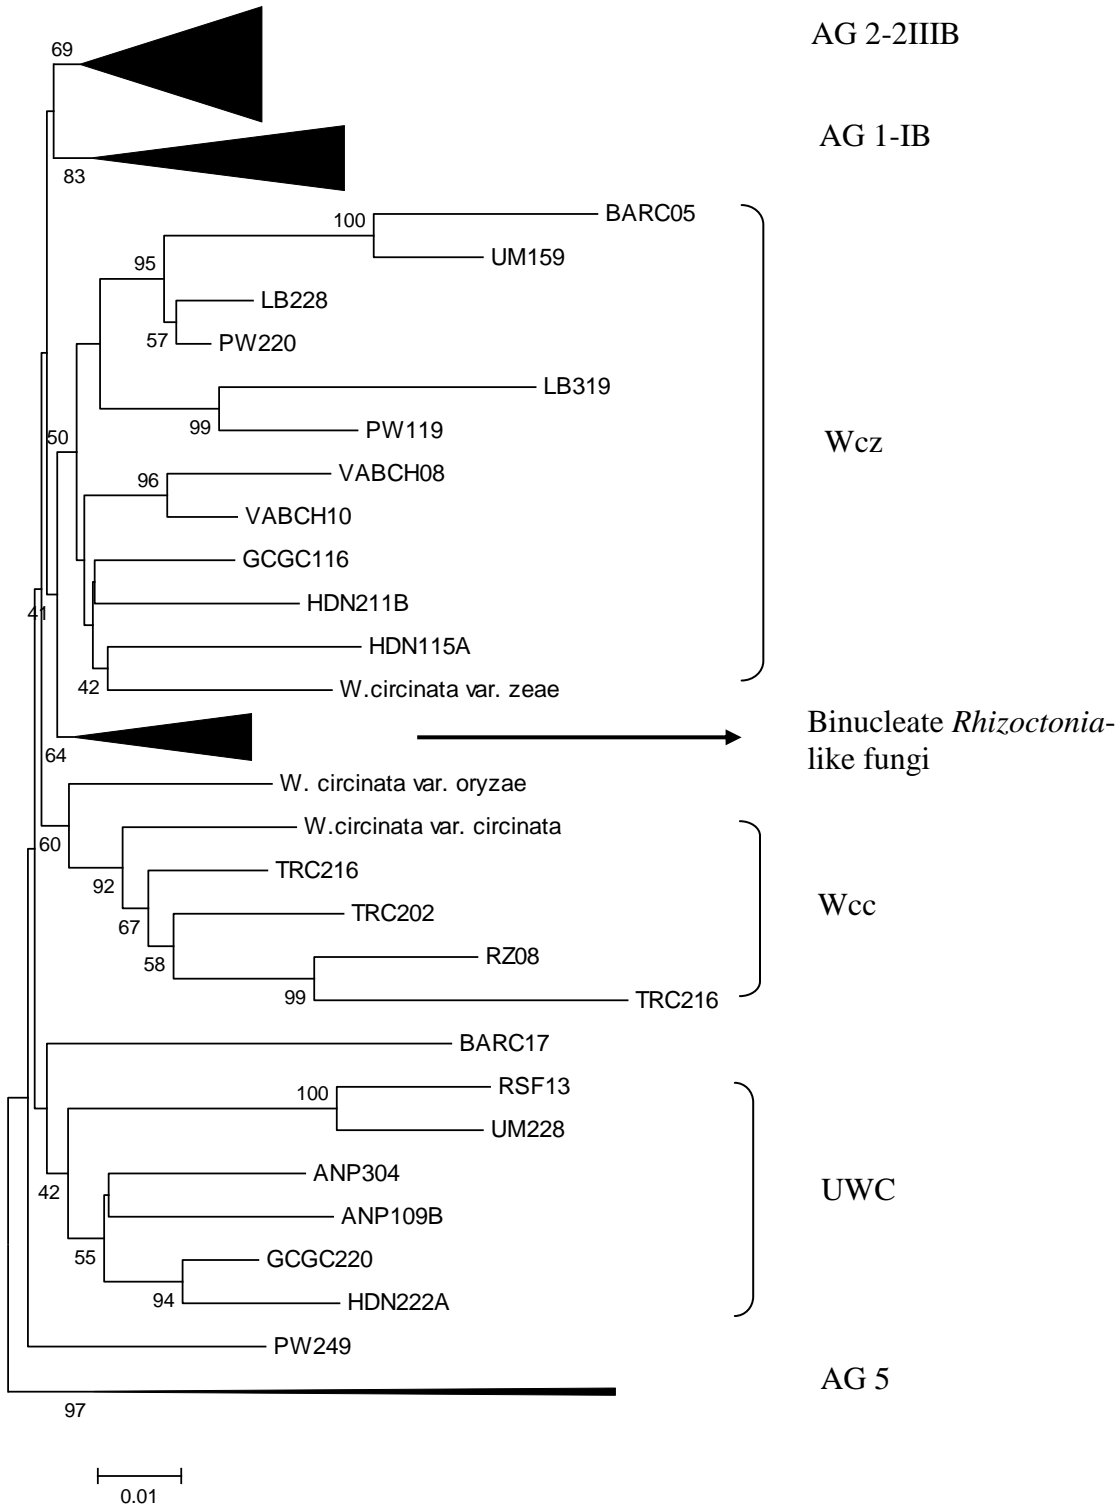 69
AG 2-2IIIB
AG 1-IB
83
BARC05
100
UM159
95
LB228
57
PW220
LB319
99
PW119
50
Wcz
VABCH08
96
VABCH10
GCGC116
HDN211B
41
HDN115A
42
W.circinata var. zeae
64
Binucleate Rhizoctonia-
like fungi
W. circinata var. oryzae
60
W.circinata var. circinata
92
TRC216
67
TRC202
Wcc
58
RZ08
99
TRC216
BARC17
100
RSF13
UM228
42
ANP304
UWC
ANP109B
55
GCGC220
94
HDN222A
PW249
AG 5
97
0.01